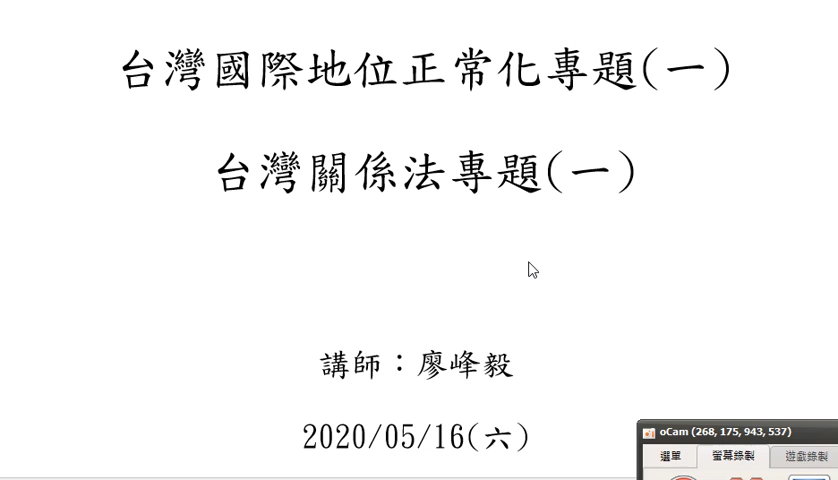 台灣國際地位正常化專題(一)
台灣關係法專題(一)
講師：廖峰毅
2020/05/16(六)
oCam (268, 175, 943, 537)
選單 螢幕錄製 遊戲錄製